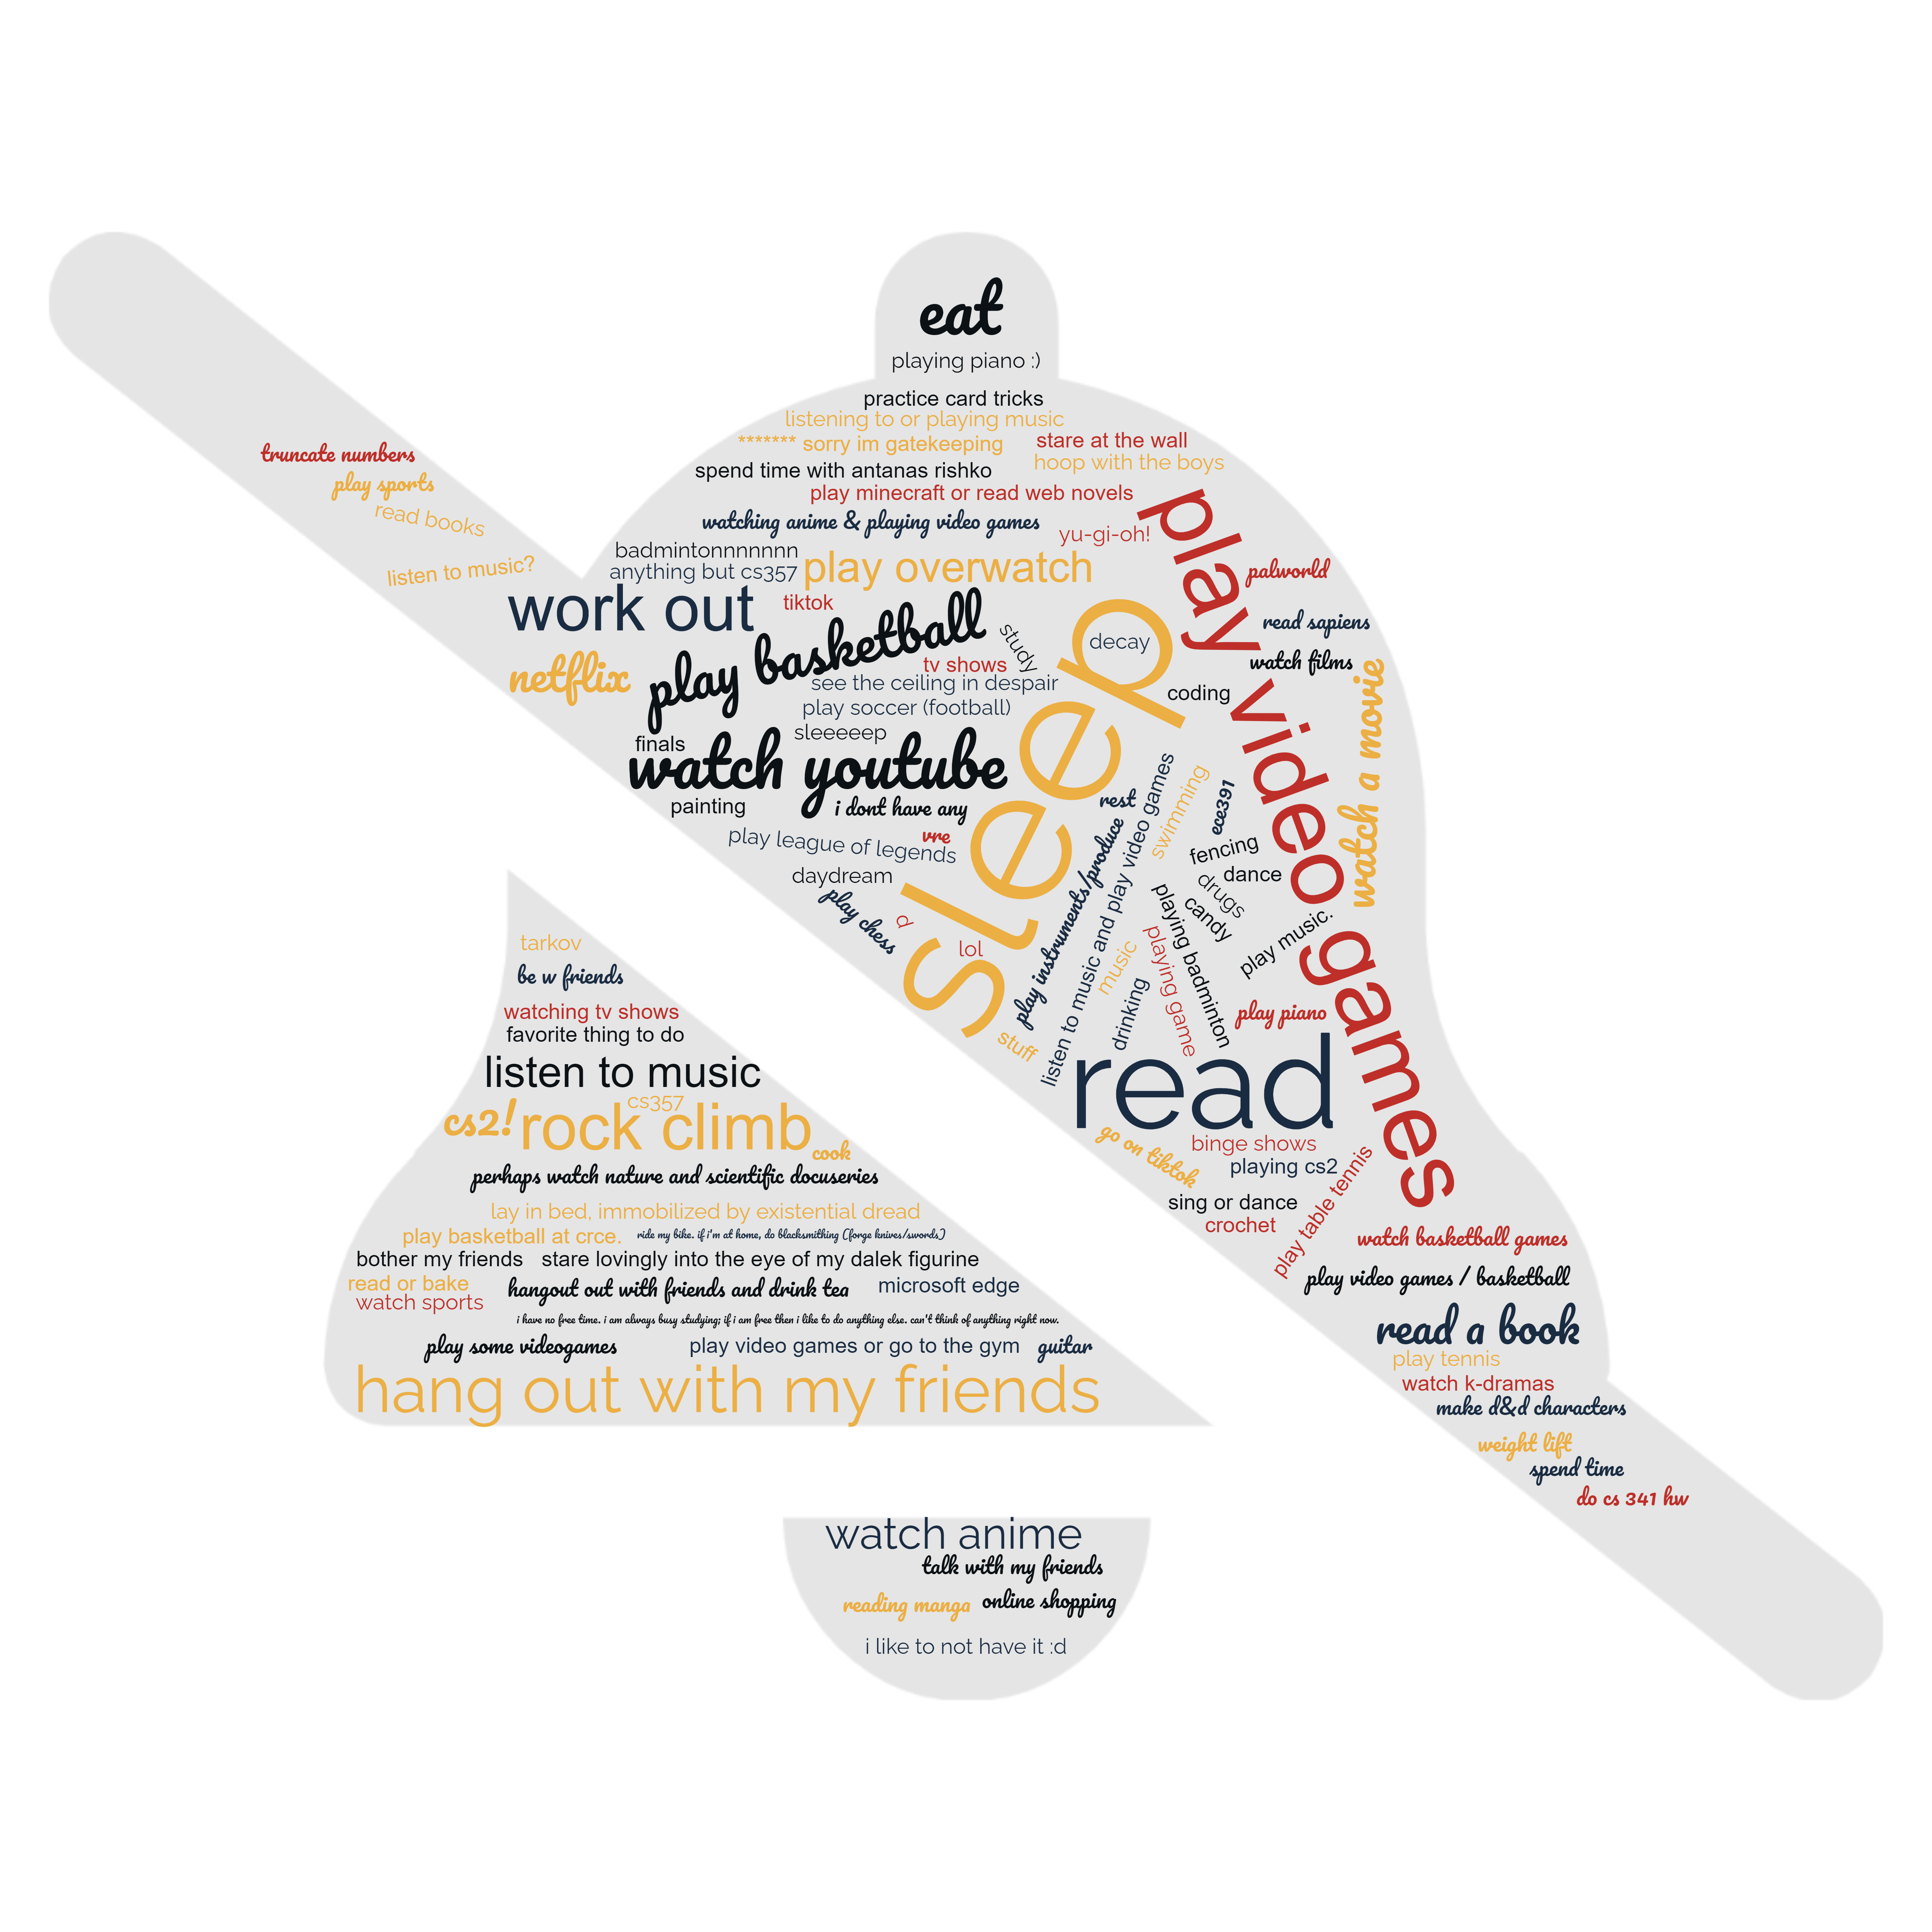 eat
playing piano :)
practice card tricks
listening to or playing music
******* sorry im gatekeeping
stare at the wall
hoop with the boys
truncate numbers
play sports
read books
listen to music?
spend time with antanas rishko
play minecraft or read web novels
watching anime & playing video games
yu-gi-oh!
badmintonnnnnnn
anything but cs357
play overwatch
work out
tiktok
netflix
play basketball
study
tv shows
see the ceiling in despair
play soccer (football)
sleeeeep
finals
watch youtube
painting
i dont have any
vre
play league of legends
daydream
play chess
d
lol
sleep
decay
play video games
palworld
read sapiens
watch films
coding
watch a movie
rest
play instruments/produce
listen to music and play video games
swimming
ece391
fencing
dance
drugs
candy
playing badminton
playing game
music
drinking
play music.
play piano
stuff
read
go on tiktok
binge shows
playing cs2
sing or dance
crochet
play table tennis
watch basketball games
play video games / basketball
read a book
play tennis
watch k-dramas
make d&d characters
weight lift
spend time
do cs 341 hw
tarkov
be w friends
watching tv shows
favorite thing to do
listen to music
cs357
cs2!
rock climb
cook
perhaps watch nature and scientific docuseries
lay in bed, immobilized by existential dread
play basketball at crce.
ride my bike. if i'm at home, do blacksmithing (forge knives/swords)
bother my friends
stare lovingly into the eye of my dalek figurine
read or bake
hangout out with friends and drink tea
microsoft edge
watch sports
i have no free time. i am always busy studying; if i am free then i like to do anything else. can't think of anything right now.
play some videogames
play video games or go to the gym
guitar
hang out with my friends
watch anime
talk with my friends
reading manga
online shopping
i like to not have it :d